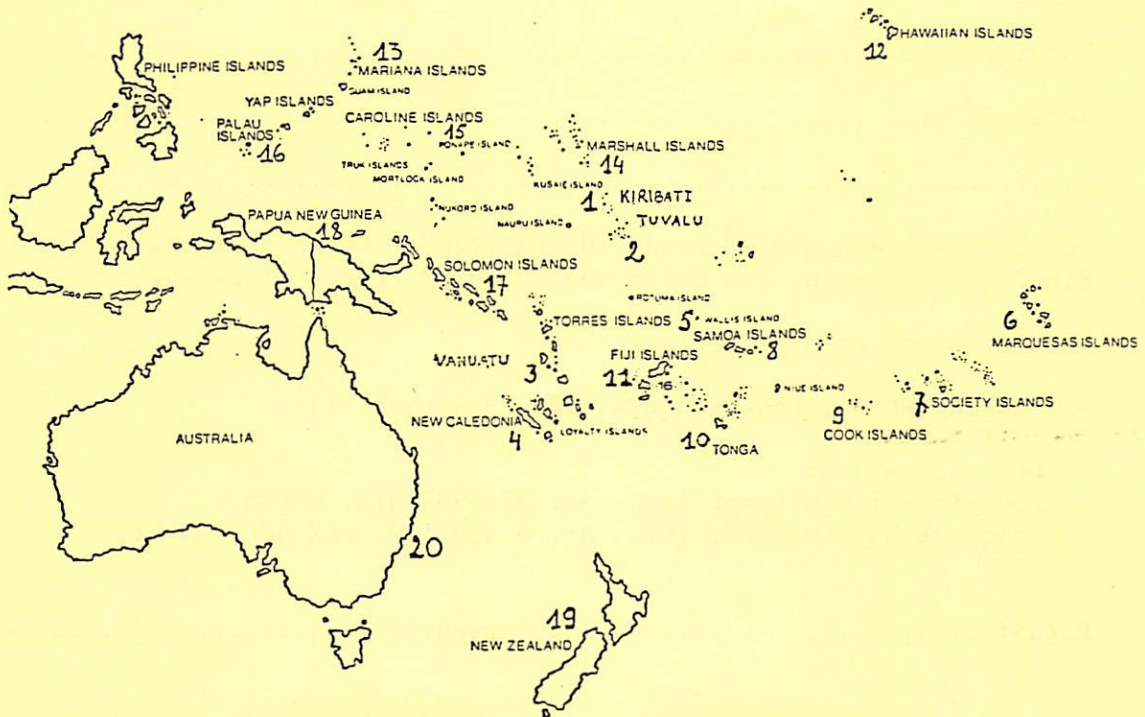 12 HAWAIIAN ISLANDS
13
MARIANA ISLANDS
PHILIPPINE ISLANDS
GUAM ISLAND
YAP ISLANDS
CAROLINE ISLANDS
PALAU
ISLANDS
16
15
PONAPE ISLAND
MARSHALL ISLANDS
14
TRUK ISLANDS
MORTLOCK ISLAND
KUSAIE ISLAND
1 KIRIBATI
NUKORO ISLAND
NAURU ISLAND
TUVALU
2
PAPUA NEW GUINEA
18
SOLOMON ISLANDS
17
ROTUMA ISLAND
TORRES ISLANDS
5 WALLIS ISLAND
SAMOA ISLANDS
8
6
MARQUESAS ISLANDS
VANUATU
3
FIJI ISLANDS
11
16
NIUE ISLAND
7 SOCIETY ISLANDS
9
COOK ISLANDS
NEW CALEDONIA
4
LOYALTY ISLANDS
10 TONGA
AUSTRALIA
20
19
NEW ZEALAND